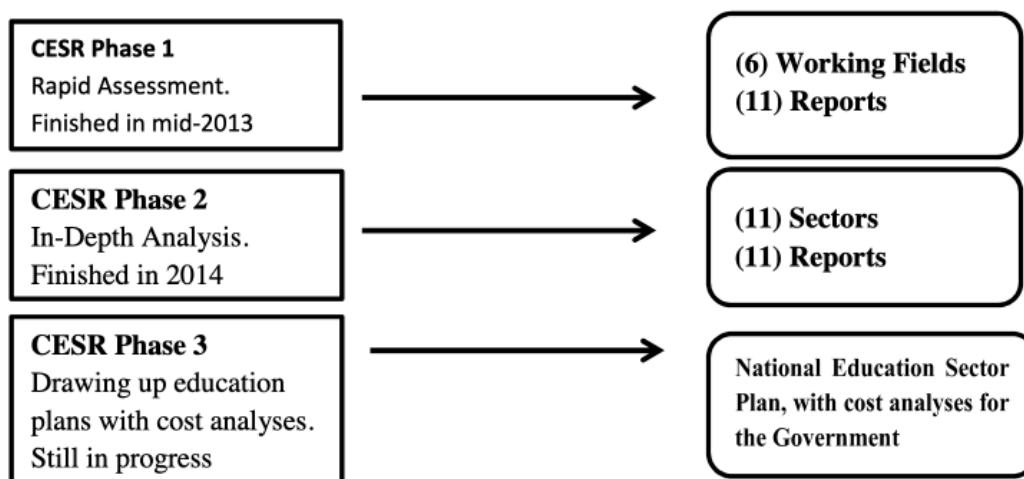 CESR Phase 1
Rapid Assessment.
Finished in mid-2013
(6) Working Fields
(11) Reports
CESR Phase 2
In-Depth Analysis.
Finished in 2014
(11) Sectors
(11) Reports
CESR Phase 3
Drawing up education
plans with cost analyses.
Still in progress
National Education Sector
Plan, with cost analyses for
the Government